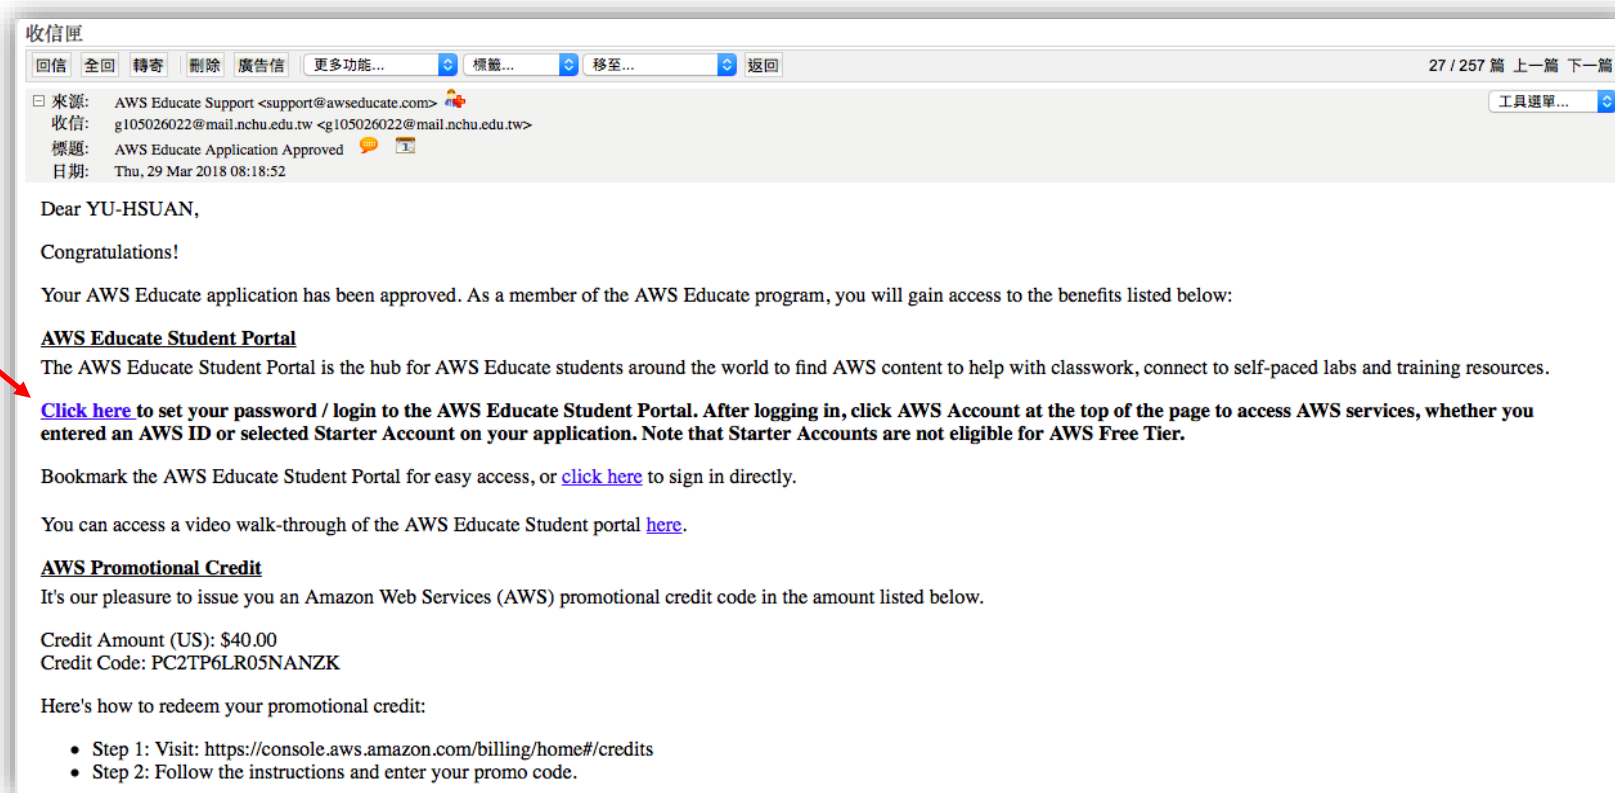 收信匣
回信 全回 轉寄 刪除 廣告信 更多功能... 標籤... 移至... 返回 27 / 257 篇 上一篇 下一篇
來源: AWS Educate Support <support@awseducate.com> 工具選單...
收信: g105026022@mail.nchu.edu.tw <g105026022@mail.nchu.edu.tw>
標題: AWS Educate Application Approved
日期: Thu, 29 Mar 2018 08:18:52
Dear YU-HSUAN,
Congratulations!
Your AWS Educate application has been approved. As a member of the AWS Educate program, you will gain access to the benefits listed below:
AWS Educate Student Portal
The AWS Educate Student Portal is the hub for AWS Educate students around the world to find AWS content to help with classwork, connect to self-paced labs and training resources.
Click here to set your password / login to the AWS Educate Student Portal. After logging in, click AWS Account at the top of the page to access AWS services, whether you
entered an AWS ID or selected Starter Account on your application. Note that Starter Accounts are not eligible for AWS Free Tier.
Bookmark the AWS Educate Student Portal for easy access, or click here to sign in directly.
You can access a video walk-through of the AWS Educate Student portal here.
AWS Promotional Credit
It's our pleasure to issue you an Amazon Web Services (AWS) promotional credit code in the amount listed below.
Credit Amount (US): $40.00
Credit Code: PC2TP6LR05NANZK
Here's how to redeem your promotional credit:
• Step 1: Visit: https://console.aws.amazon.com/billing/home#/credits
• Step 2: Follow the instructions and enter your promo code.